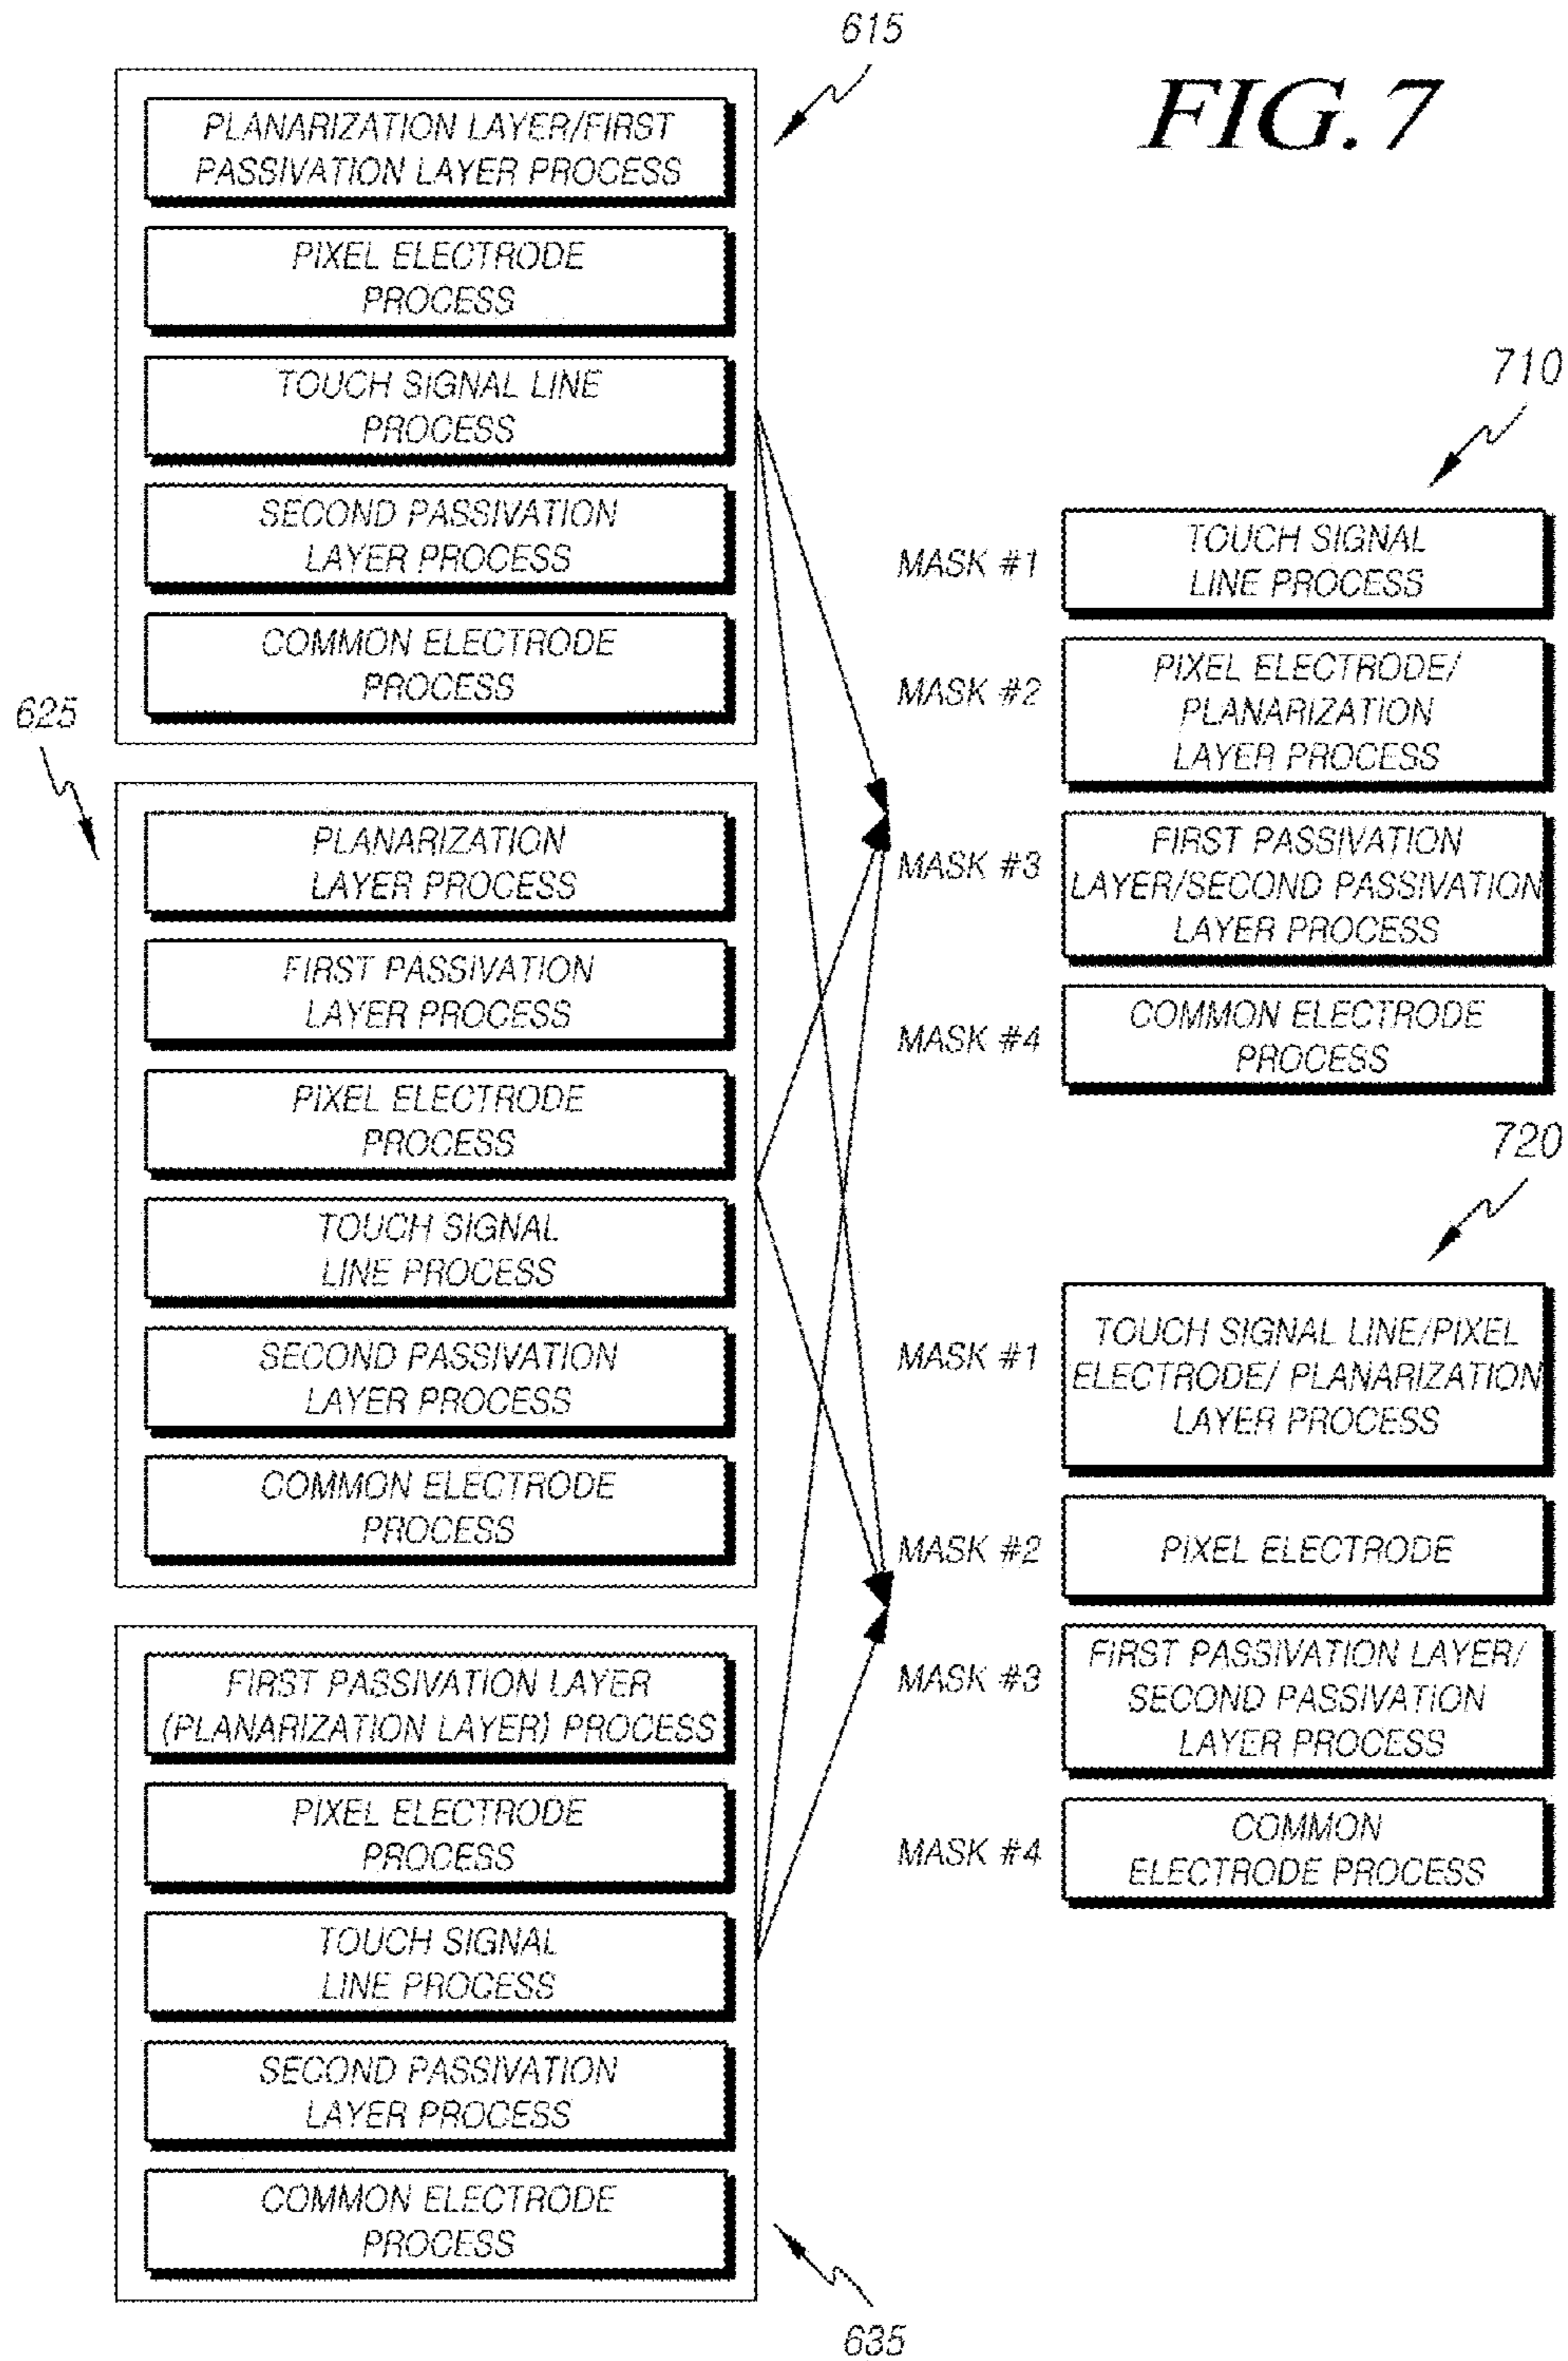 615
FIG. 7
PLANARIZATION LAYER/FIRST
PASSIVATION LAYER PROCESS
PIXEL ELECTRODE
PROCESS
TOUCH SIGNAL LINE
PROCESS
SECOND PASSIVATION
LAYER PROCESS
COMMON ELECTRODE
PROCESS
625
PLANARIZATION
LAYER PROCESS
FIRST PASSIVATION
LAYER PROCESS
PIXEL ELECTRODE
PROCESS
TOUCH SIGNAL
LINE PROCESS
SECOND PASSIVATION
LAYER PROCESS
COMMON ELECTRODE
PROCESS
FIRST PASSIVATION LAYER
(PLANARIZATION LAYER) PROCESS
PIXEL ELECTRODE
PROCESS
TOUCH SIGNAL
LINE PROCESS
SECOND PASSIVATION
LAYER PROCESS
COMMON ELECTRODE
PROCESS
635
710
MASK #1
TOUCH SIGNAL
LINE PROCESS
MASK #2
PIXEL ELECTRODE/
PLANARIZATION
LAYER PROCESS
MASK #3
FIRST PASSIVATION
LAYER/SECOND PASSIVATION
LAYER PROCESS
MASK #4
COMMON ELECTRODE
PROCESS
720
MASK #1
TOUCH SIGNAL LINE/PIXEL
ELECTRODE/ PLANARIZATION
LAYER PROCESS
MASK #2
PIXEL ELECTRODE
MASK #3
FIRST PASSIVATION LAYER/
SECOND PASSIVATION
LAYER PROCESS
MASK #4
COMMON
ELECTRODE PROCESS